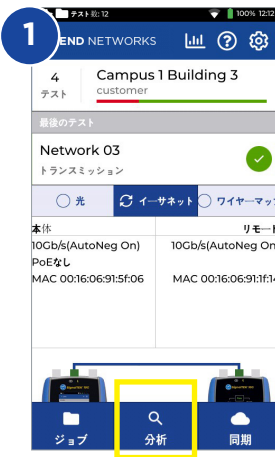 1
テスト数: 12 100% 12:12
END NETWORKS
4 Campus 1 Building 3
テスト customer
最後のテスト
Network 03
トランスミッション
光 イーサネット ワイヤーマッ
本体 リモート
10Gb/s(AutoNeg On) 10Gb/s(AutoNeg On
PoEなし
MAC 00:16:06:91:5f:06 MAC 00:16:06:91:1f:14
ジョブ 分析 同期